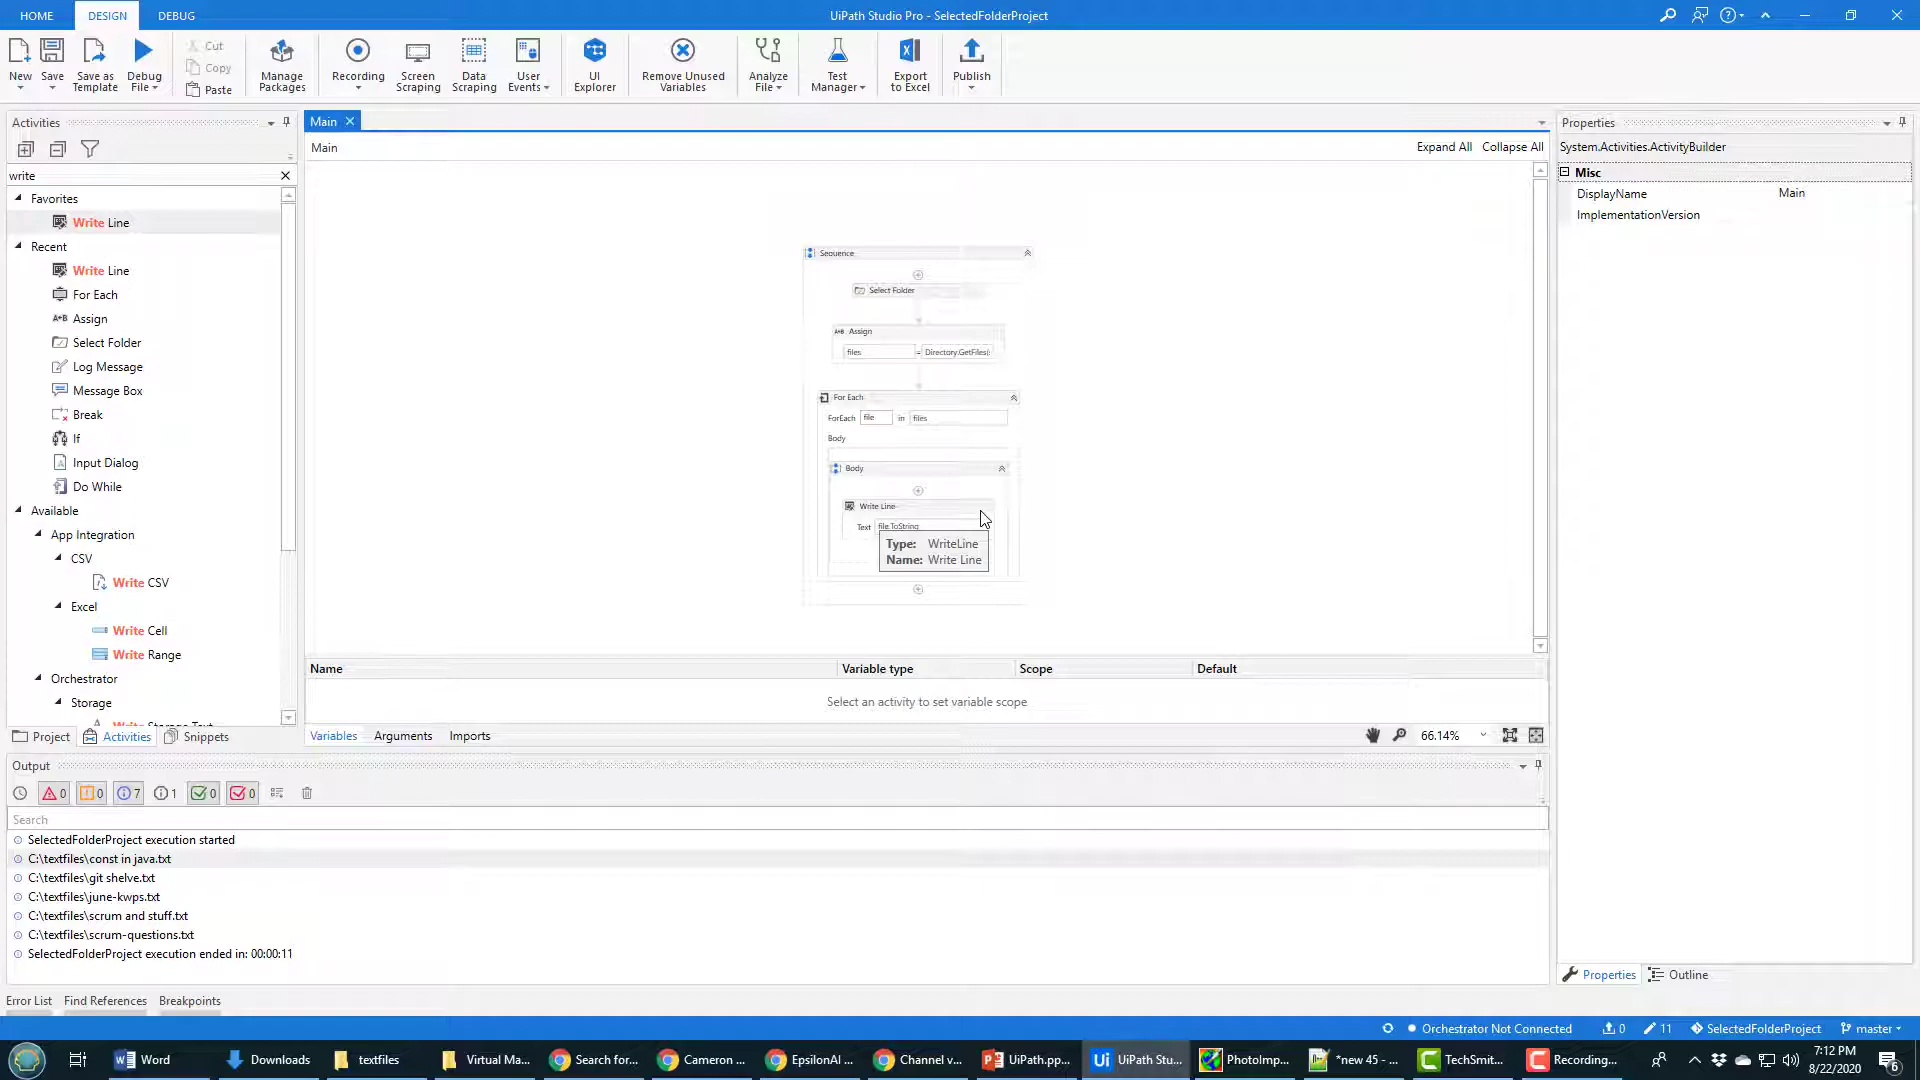 HOME DESIGN DEBUG
UiPath Studio Pro - SelectedFolderProject
New Save Save as Template Debug File
Cut
Copy
Paste
Manage Packages Recording Screen Scraping Data Scraping User Events UI Explorer Remove Unused Variables Analyze File Test Manager Export to Excel Publish
Activities
write
Favorites
Write Line
Recent
Write Line
For Each
Assign
Select Folder
Log Message
Message Box
Break
If
Input Dialog
Do While
Available
App Integration
CSV
Write CSV
Excel
Write Cell
Write Range
Orchestrator
Storage
Write Storage Text
Project Activities Snippets
Main
Main
Expand All Collapse All
Sequence
Select Folder
A+B Assign
files = Directory.GetFiles(
For Each
ForEach file in files
Body
Body
Write Line
Text file.ToString
Type: WriteLine
Name: Write Line
Name Variable type Scope Default
Select an activity to set variable scope
Variables Arguments Imports
66.14%
Properties
System.Activities.ActivityBuilder
Misc
DisplayName Main
ImplementationVersion
Properties Outline
Output
0 0 7 1 0 0
Search
SelectedFolderProject execution started
C:\textfiles\const in java.txt
C:\textfiles\git shelve.txt
C:\textfiles\june-kwps.txt
C:\textfiles\scrum and stuff.txt
C:\textfiles\scrum-questions.txt
SelectedFolderProject execution ended in: 00:00:11
Error List Find References Breakpoints
Orchestrator Not Connected 0 11 SelectedFolderProject master
Word Downloads textfiles Virtual Ma... Search for... Cameron ... EpsilonAI ... Channel v... UiPath.pp... UiPath Stu... PhotoImp... *new 45 - ... TechSmit... Recording...
7:12 PM
8/22/2020
6